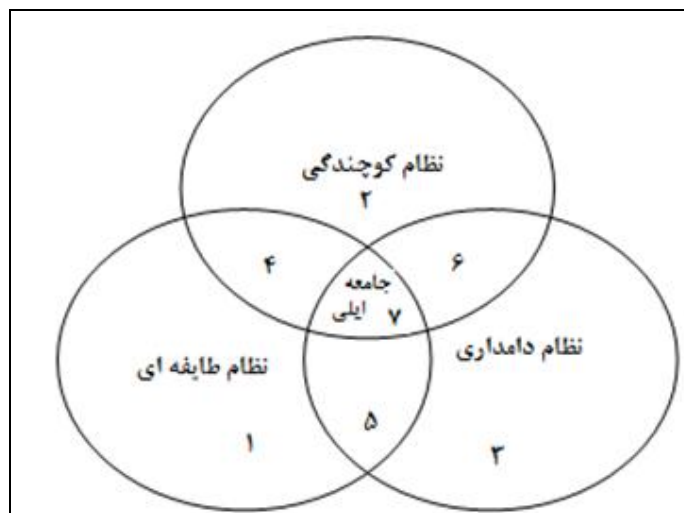 نظام کوچندگی
۲
۴
۶
جامعه
ایلی ۷
نظام طایفه ای
نظام دامداری
۵
۱
۳